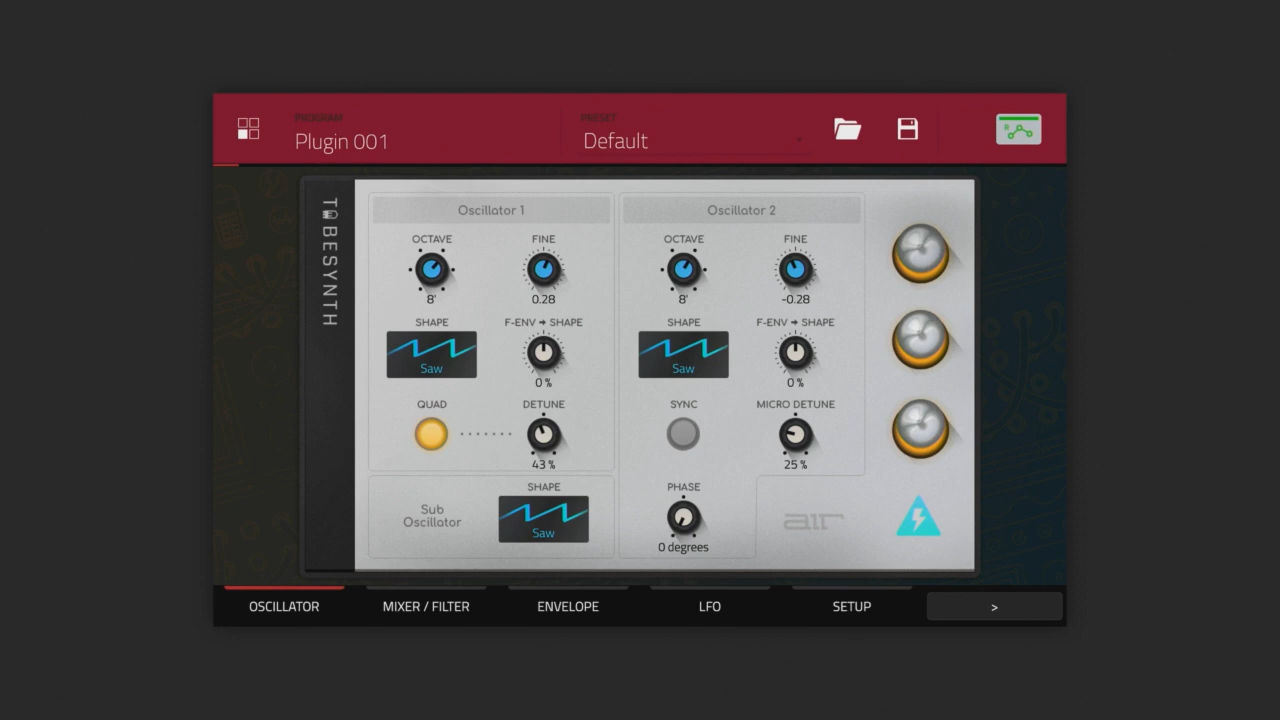 PROGRAM
Plugin 001
PRESET
Default
R
TUBESYNTH
Oscillator 1
OCTAVE
FINE
8'
0.28
SHAPE
F-ENV → SHAPE
Saw
0 %
QUAD
DETUNE
43 %
Sub
Oscillator
SHAPE
Saw
Oscillator 2
OCTAVE
FINE
8'
-0.28
SHAPE
F-ENV → SHAPE
Saw
0 %
SYNC
MICRO DETUNE
25 %
PHASE
0 degrees
air
OSCILLATOR
MIXER / FILTER
ENVELOPE
LFO
SETUP
>